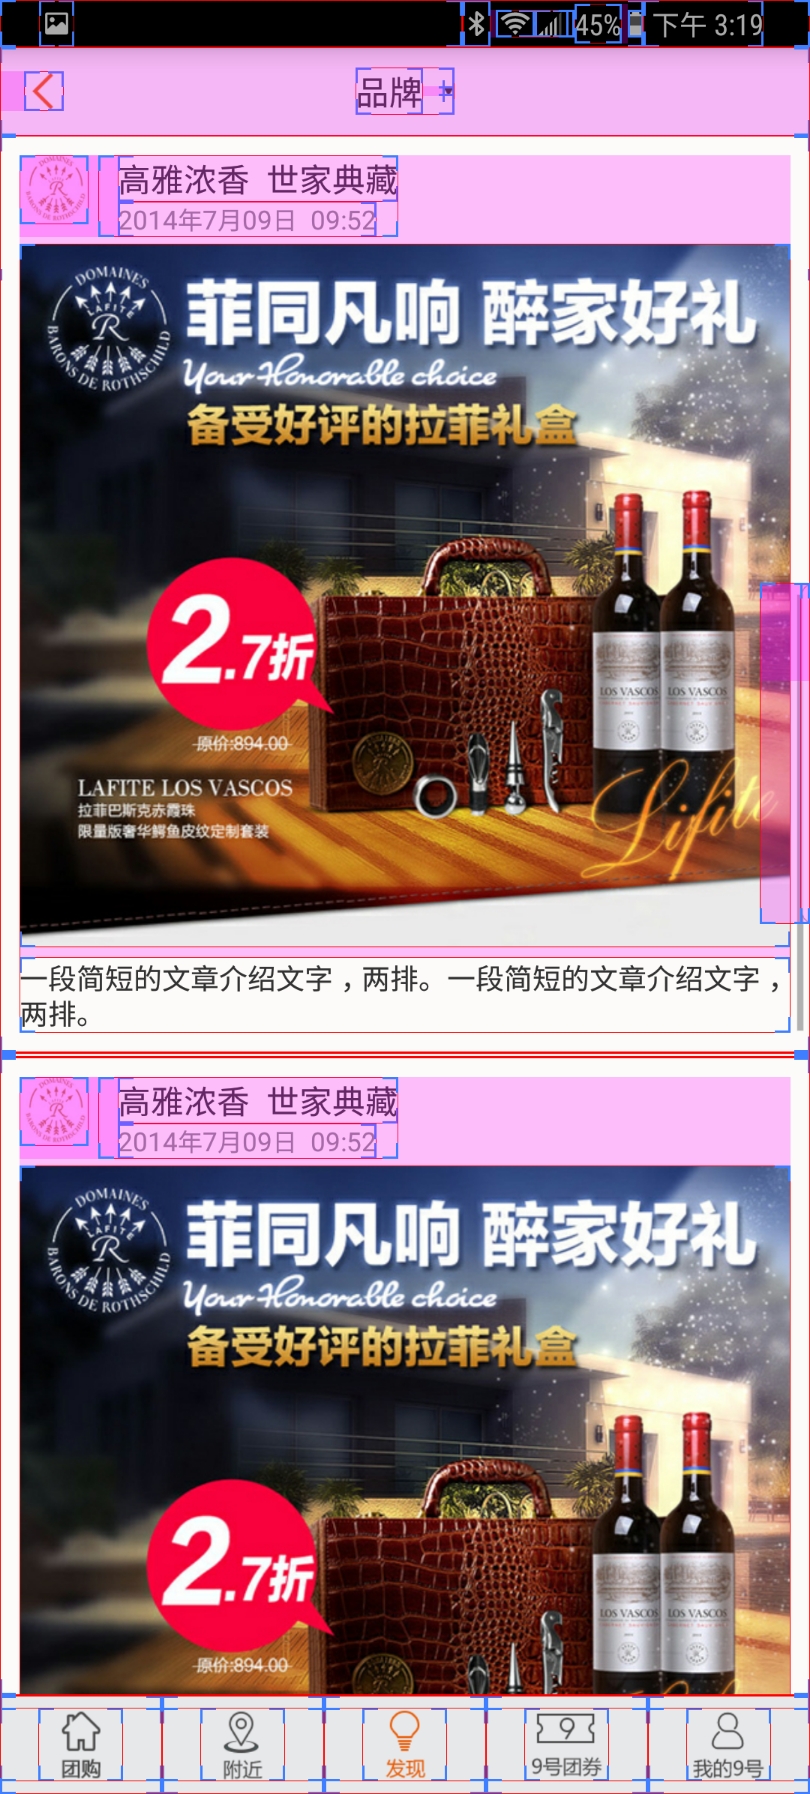 45% 下午 3:19
品牌
高雅浓香 世家典藏
2014年7月09日 09:52
DOMAINES
LAFITE
R
BARONS DE ROTHSCHILD
菲同凡响 醉家好礼
Your Honorable choice
备受好评的拉菲礼盒
2.7折
原价:894.00
LOS VASCOS
LOS VASCOS
LAFITE LOS VASCOS
拉菲巴斯克赤霞珠
限量版奢华鳄鱼皮纹定制套装
Lifite
一段简短的文章介绍文字，两排。一段简短的文章介绍文字，
两排。
高雅浓香 世家典藏
2014年7月09日 09:52
DOMAINES
LAFITE
R
BARONS DE ROTHSCHILD
菲同凡响 醉家好礼
Your Honorable choice
备受好评的拉菲礼盒
2.7折
LOS VASCOS
LOS VASCOS
原价:894.00
团购
附近
发现
9
9号团券
我的9号